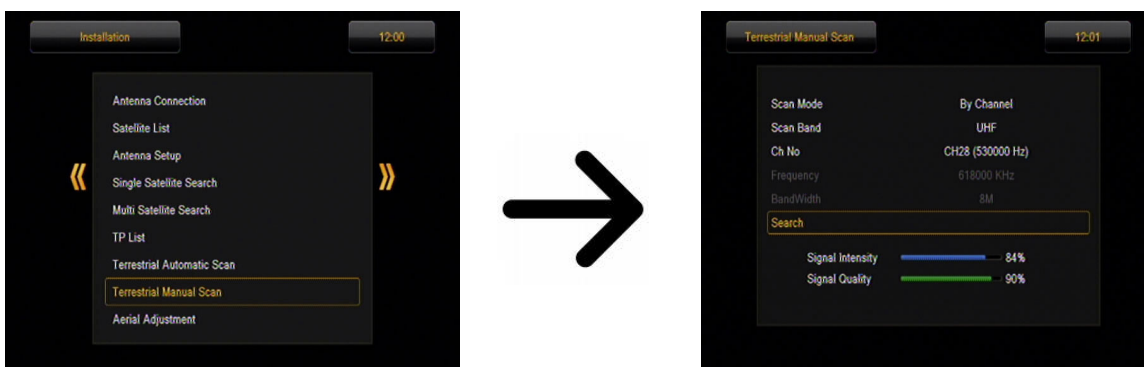 Installation
12:00
Antenna Connection
Satellite List
Antenna Setup
Single Satellite Search
Multi Satellite Search
TP List
Terrestrial Automatic Scan
Terrestrial Manual Scan
Aerial Adjustment
Terrestrial Manual Scan
12:01
Scan Mode By Channel
Scan Band UHF
Ch No CH28 (530000 Hz)
Frequency 618000 KHz
BandWidth 8M
Search
Signal Intensity 84%
Signal Quality 90%